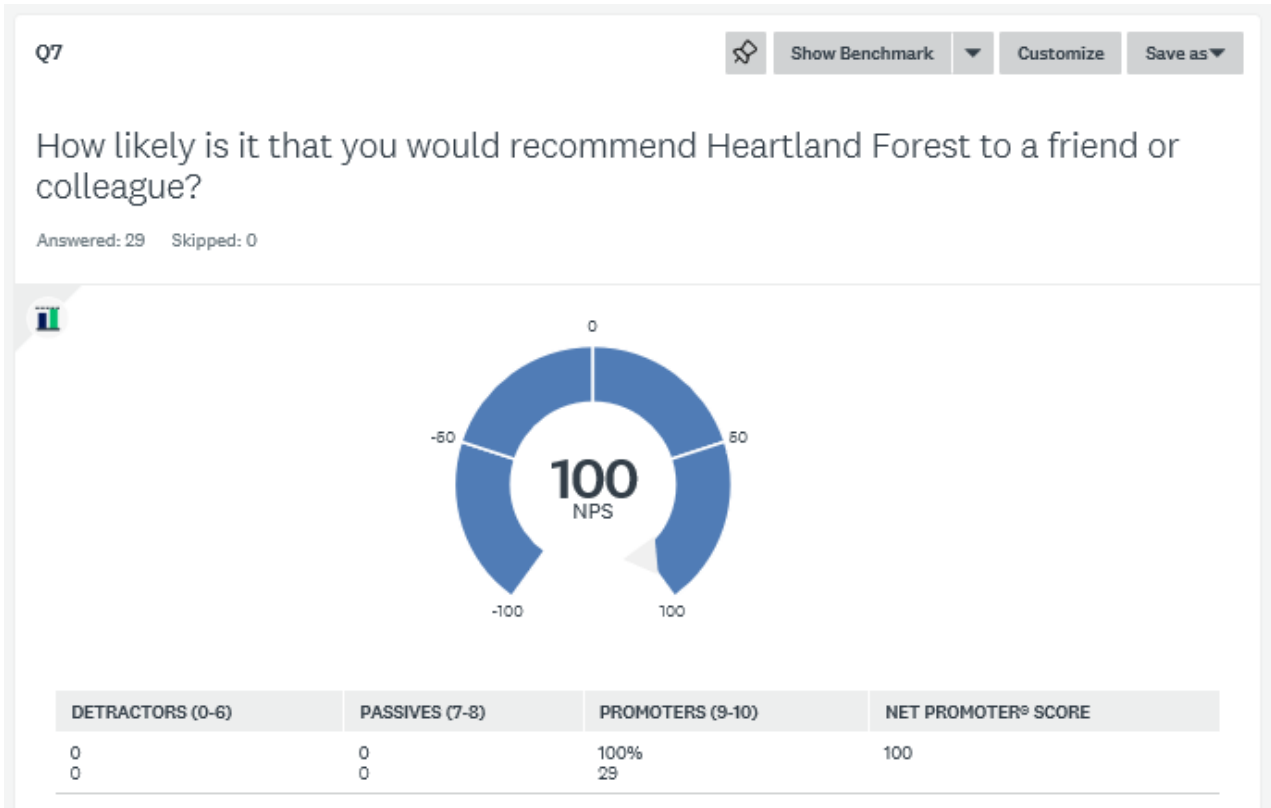 Q7
Show Benchmark
Customize
Save as
How likely is it that you would recommend Heartland Forest to a friend or
colleague?
Answered: 29 Skipped: 0
0
-50
50
100
NPS
-100
100
DETRACTORS (0-6) PASSIVES (7-8) PROMOTERS (9-10) NET PROMOTER® SCORE
0 0 100% 100
0 0 29